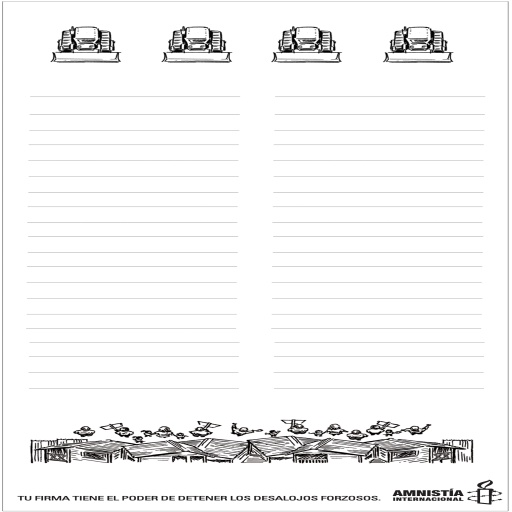 TU FIRMA TIENE EL PODER DE DETENER LOS DESALOJOS FORZOSOS.
AMNISTÍA
INTERNACIONAL